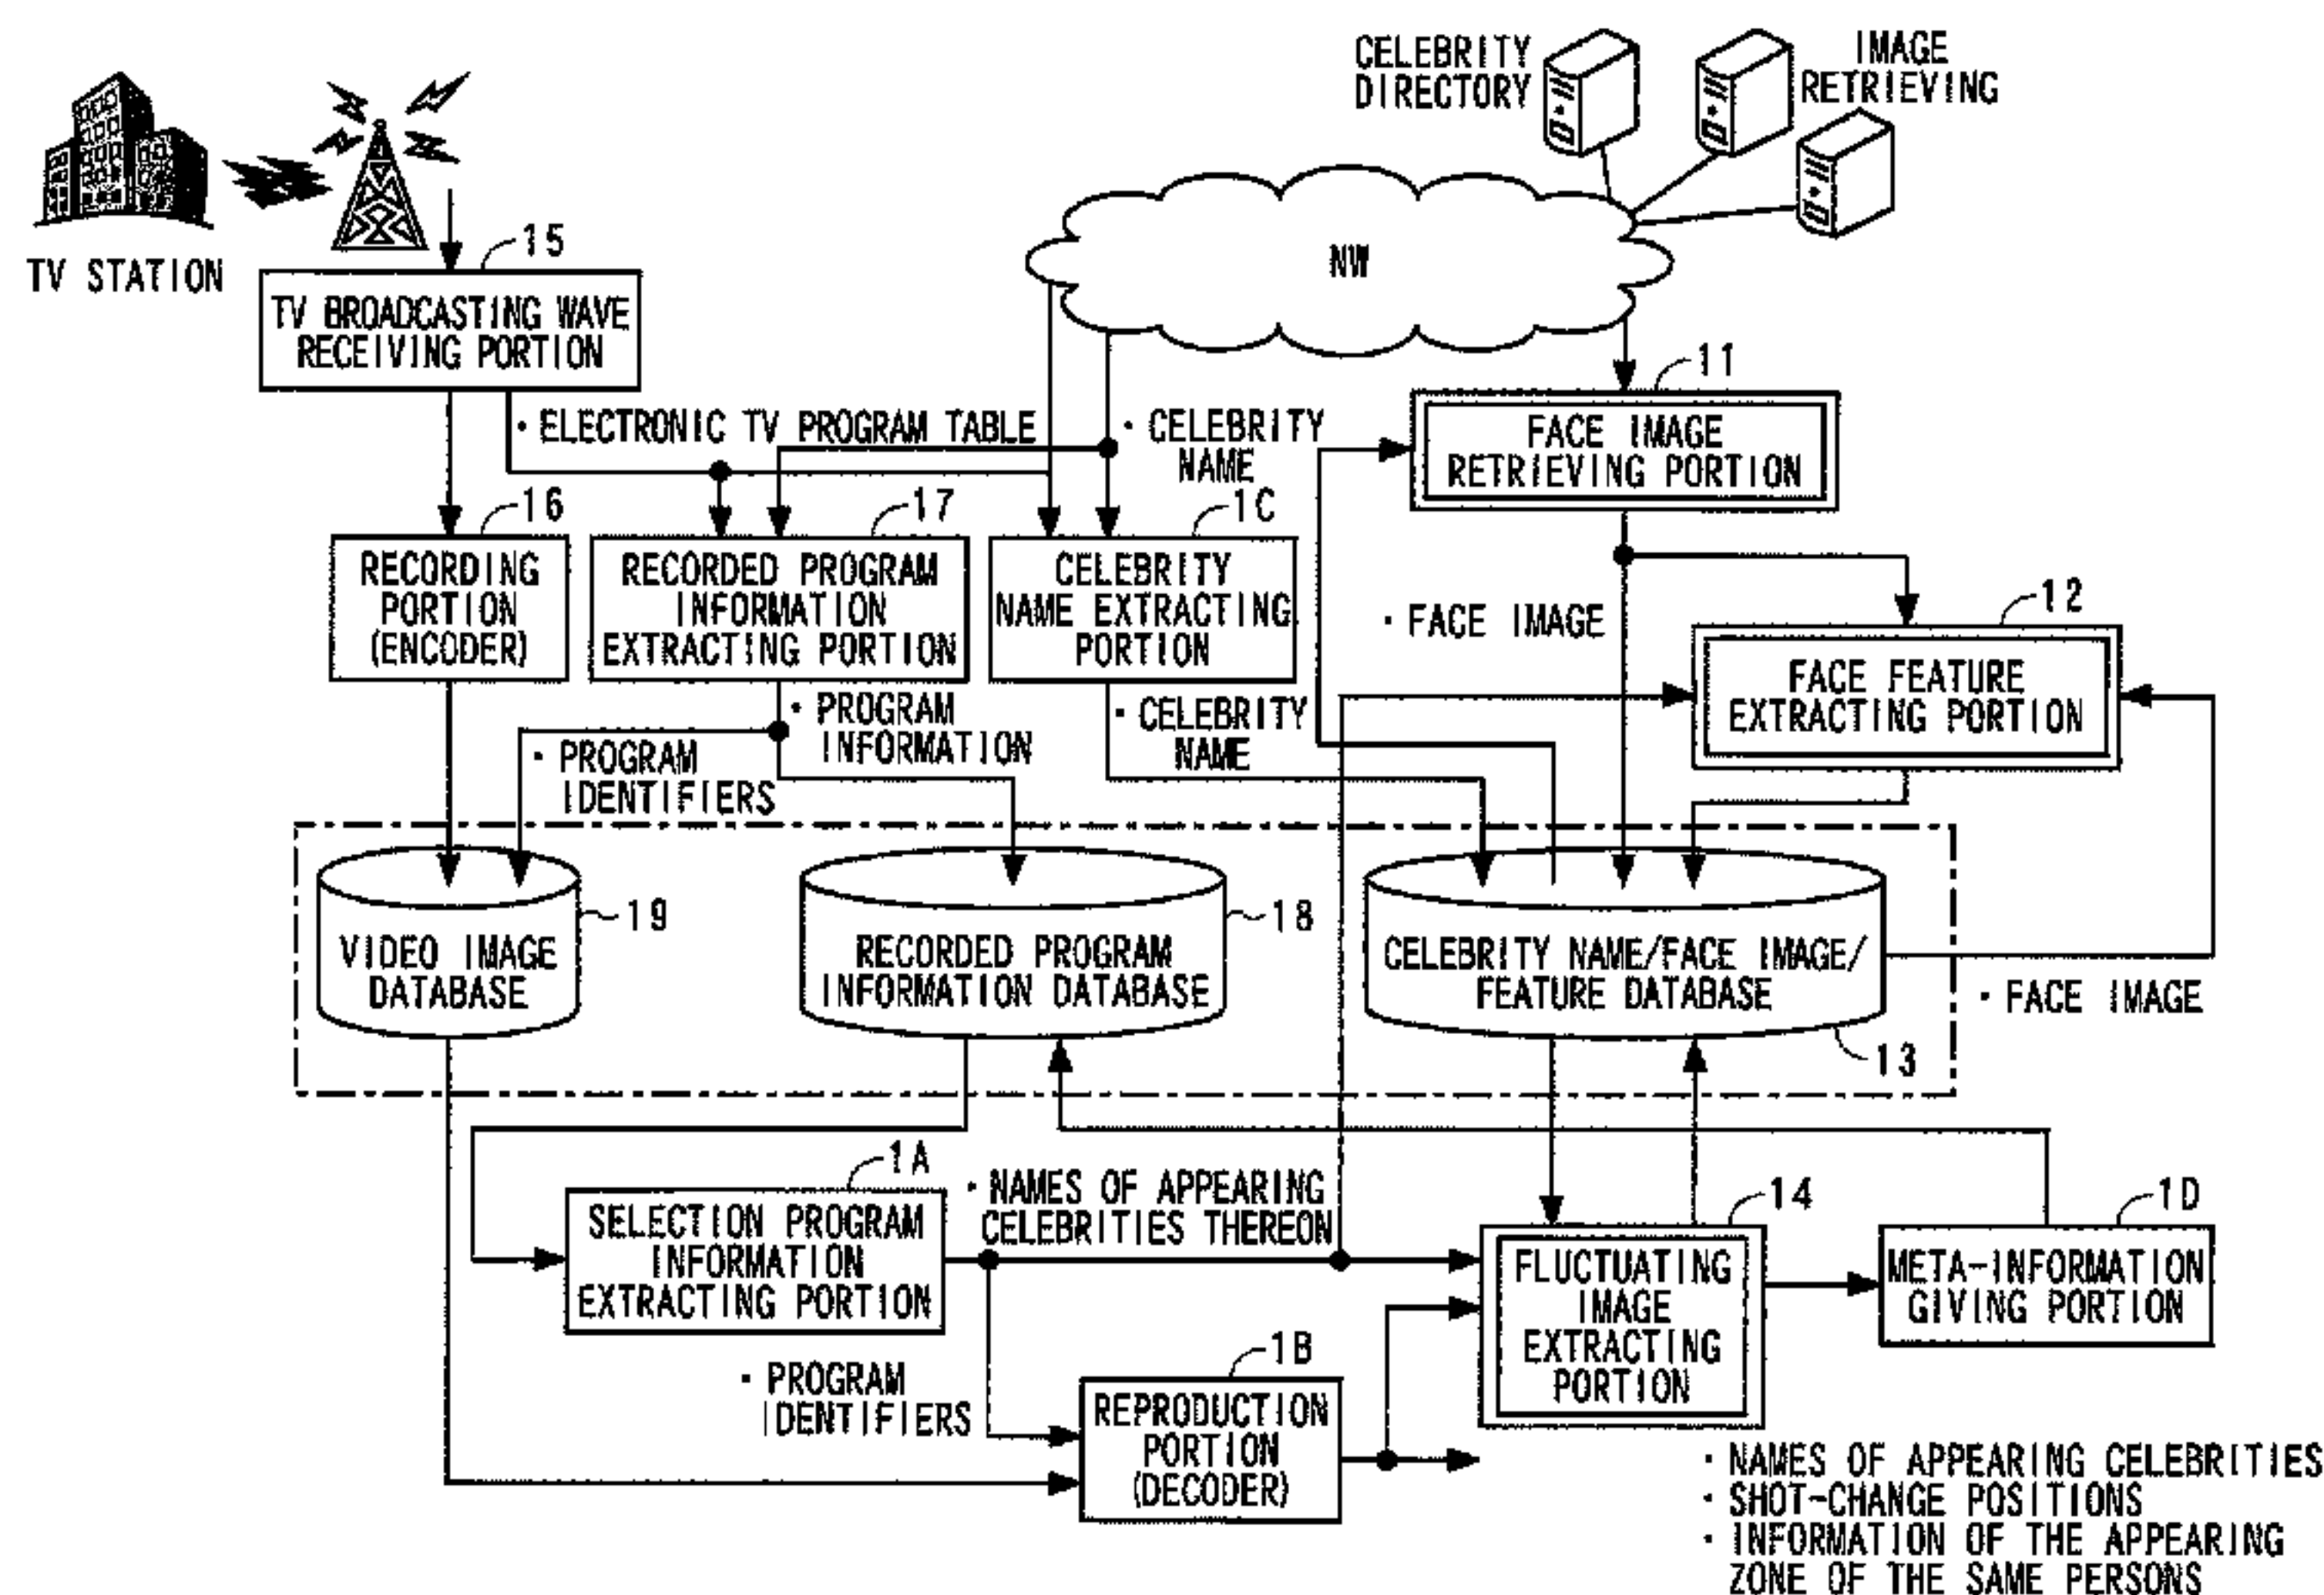 CELEBRITY
DIRECTORY
IMAGE
RETRIEVING
TV STATION
NW
15
TV BROADCASTING WAVE
RECEIVING PORTION
11
FACE IMAGE
RETRIEVING PORTION
· ELECTRONIC TV PROGRAM TABLE
· CELEBRITY
NAME
16
RECORDING
PORTION
(ENCODER)
17
RECORDED PROGRAM
INFORMATION
EXTRACTING PORTION
1C
CELEBRITY
NAME EXTRACTING
PORTION
· FACE IMAGE
12
FACE FEATURE
EXTRACTING PORTION
· PROGRAM
INFORMATION
· CELEBRITY
NAME
· PROGRAM
IDENTIFIERS
19
VIDEO IMAGE
DATABASE
18
RECORDED PROGRAM
INFORMATION DATABASE
CELEBRITY NAME/FACE IMAGE/
FEATURE DATABASE
13
· FACE IMAGE
1A
SELECTION PROGRAM
INFORMATION
EXTRACTING PORTION
· NAMES OF APPEARING
CELEBRITIES THEREON
14
FLUCTUATING
IMAGE
EXTRACTING
PORTION
1D
META-INFORMATION
GIVING PORTION
· PROGRAM
IDENTIFIERS
1B
REPRODUCTION
PORTION
(DECODER)
· NAMES OF APPEARING CELEBRITIES
· SHOT-CHANGE POSITIONS
· INFORMATION OF THE APPEARING
ZONE OF THE SAME PERSONS